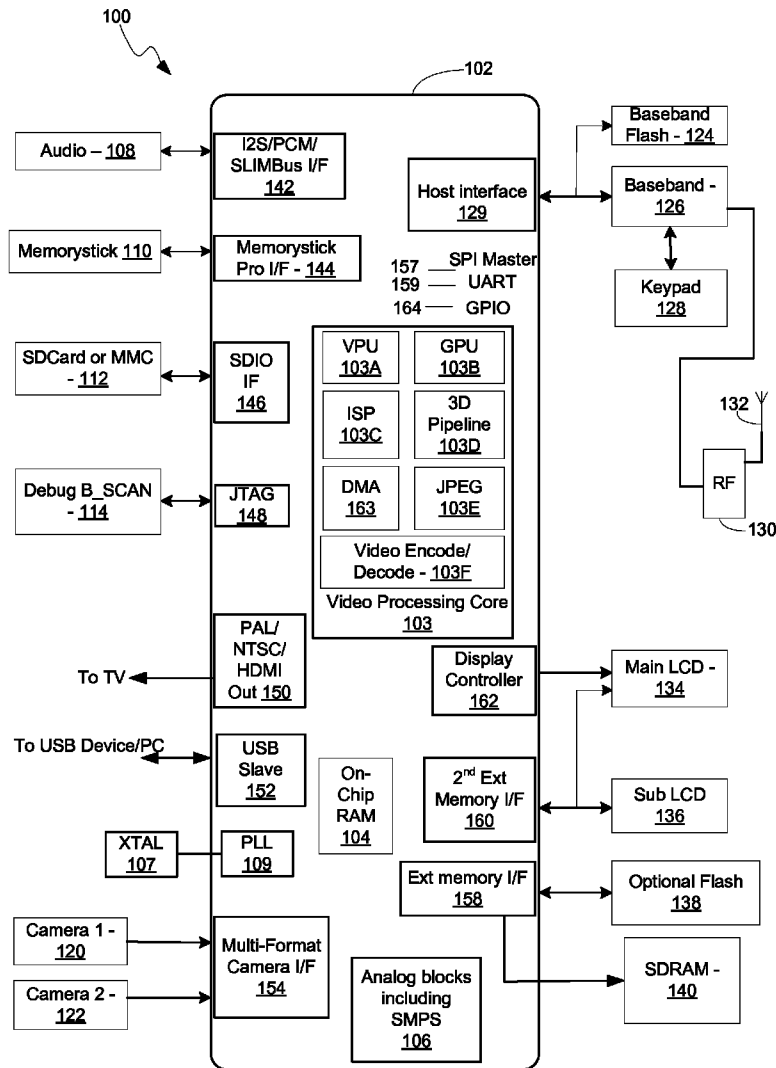 100
102
Audio – 108
I2S/PCM/
SLIMBus I/F
142
Memorystick 110
Memorystick
Pro I/F - 144
SDCard or MMC
- 112
SDIO
IF
146
Debug B_SCAN
- 114
JTAG
148
To TV
PAL/
NTSC/
HDMI
Out 150
To USB Device/PC
USB
Slave
152
XTAL
107
PLL
109
Camera 1 -
120
Camera 2 -
122
Multi-Format
Camera I/F
154
Host interface
129
157 SPI Master
159 UART
164 GPIO
VPU
103A
GPU
103B
ISP
103C
3D
Pipeline
103D
DMA
163
JPEG
103E
Video Encode/
Decode - 103F
Video Processing Core
103
Display
Controller
162
On-
Chip
RAM
104
2nd Ext
Memory I/F
160
Ext memory I/F
158
Analog blocks
including
SMPS
106
Baseband
Flash - 124
Baseband -
126
Keypad
128
132
RF
130
Main LCD -
134
Sub LCD
136
Optional Flash
138
SDRAM -
140